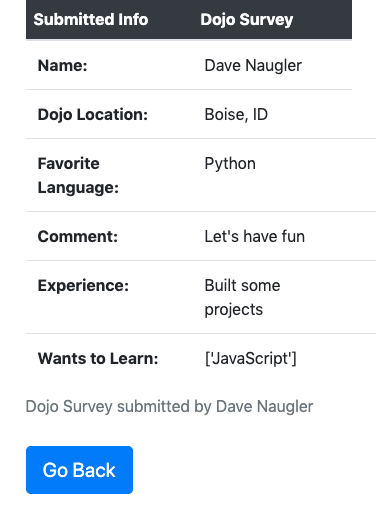 Submitted Info Dojo Survey
Name: Dave Naugler
Dojo Location: Boise, ID
Favorite Python
Language:
Comment: Let's have fun
Experience: Built some
projects
Wants to Learn: ['JavaScript']
Dojo Survey submitted by Dave Naugler
Go Back